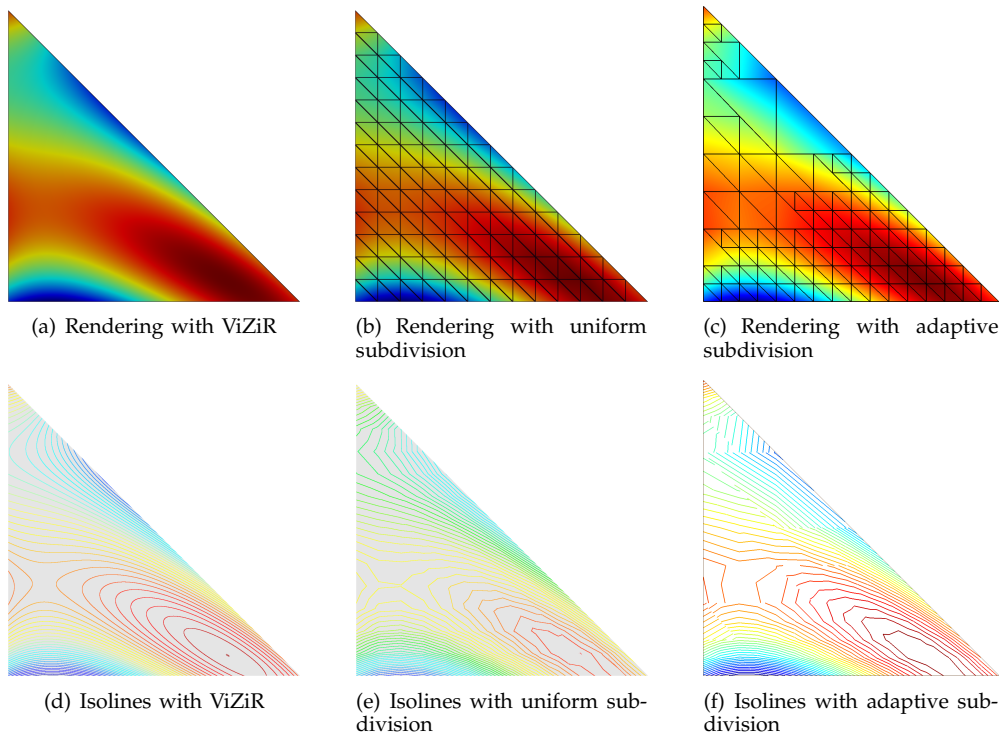 (a) Rendering with ViZiR
(b) Rendering with uniform
subdivision
(c) Rendering with adaptive
subdivision
(d) Isolines with ViZiR
(e) Isolines with uniform sub-
division
(f) Isolines with adaptive sub-
division